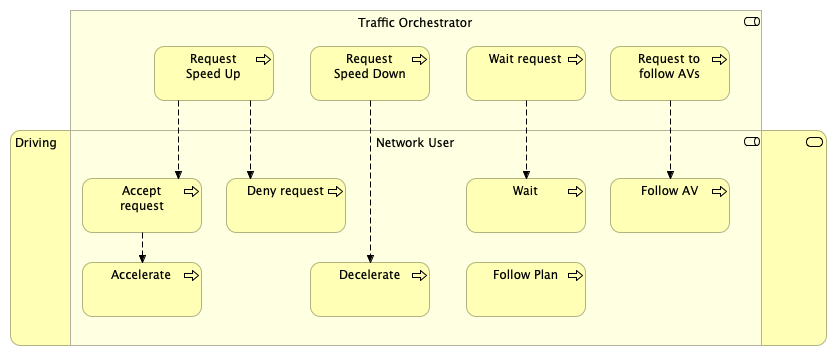 Traffic Orchestrator
Request
Speed Up
Request
Speed Down
Wait request
Request to
follow AVs
Driving
Network User
Accept
request
Deny request
Wait
Follow AV
Accelerate
Decelerate
Follow Plan